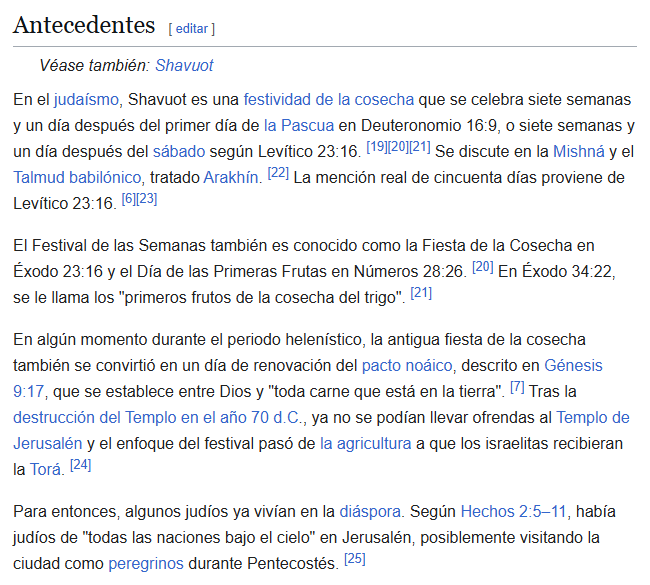 Antecedentes [ editar ]
Véase también: Shavuot
En el judaísmo, Shavuot es una festividad de la cosecha que se celebra siete semanas
y un día después del primer día de la Pascua en Deuteronomio 16:9, o siete semanas y
un día después del sábado según Levítico 23:16. [19][20][21] Se discute en la Mishná y el
Talmud babilónico, tratado Arakhín. [22] La mención real de cincuenta días proviene de
Levítico 23:16. [6][23]
El Festival de las Semanas también es conocido como la Fiesta de la Cosecha en
Éxodo 23:16 y el Día de las Primeras Frutas en Números 28:26. [20] En Éxodo 34:22,
se le llama los "primeros frutos de la cosecha del trigo". [21]
En algún momento durante el periodo helenístico, la antigua fiesta de la cosecha
también se convirtió en un día de renovación del pacto noáico, descrito en Génesis
9:17, que se establece entre Dios y "toda carne que está en la tierra". [7] Tras la
destrucción del Templo en el año 70 d.C., ya no se podían llevar ofrendas al Templo de
Jerusalén y el enfoque del festival pasó de la agricultura a que los israelitas recibieran
la Torá. [24]
Para entonces, algunos judíos ya vivían en la diáspora. Según Hechos 2:5–11, había
judíos de "todas las naciones bajo el cielo" en Jerusalén, posiblemente visitando la
ciudad como peregrinos durante Pentecostés. [25]